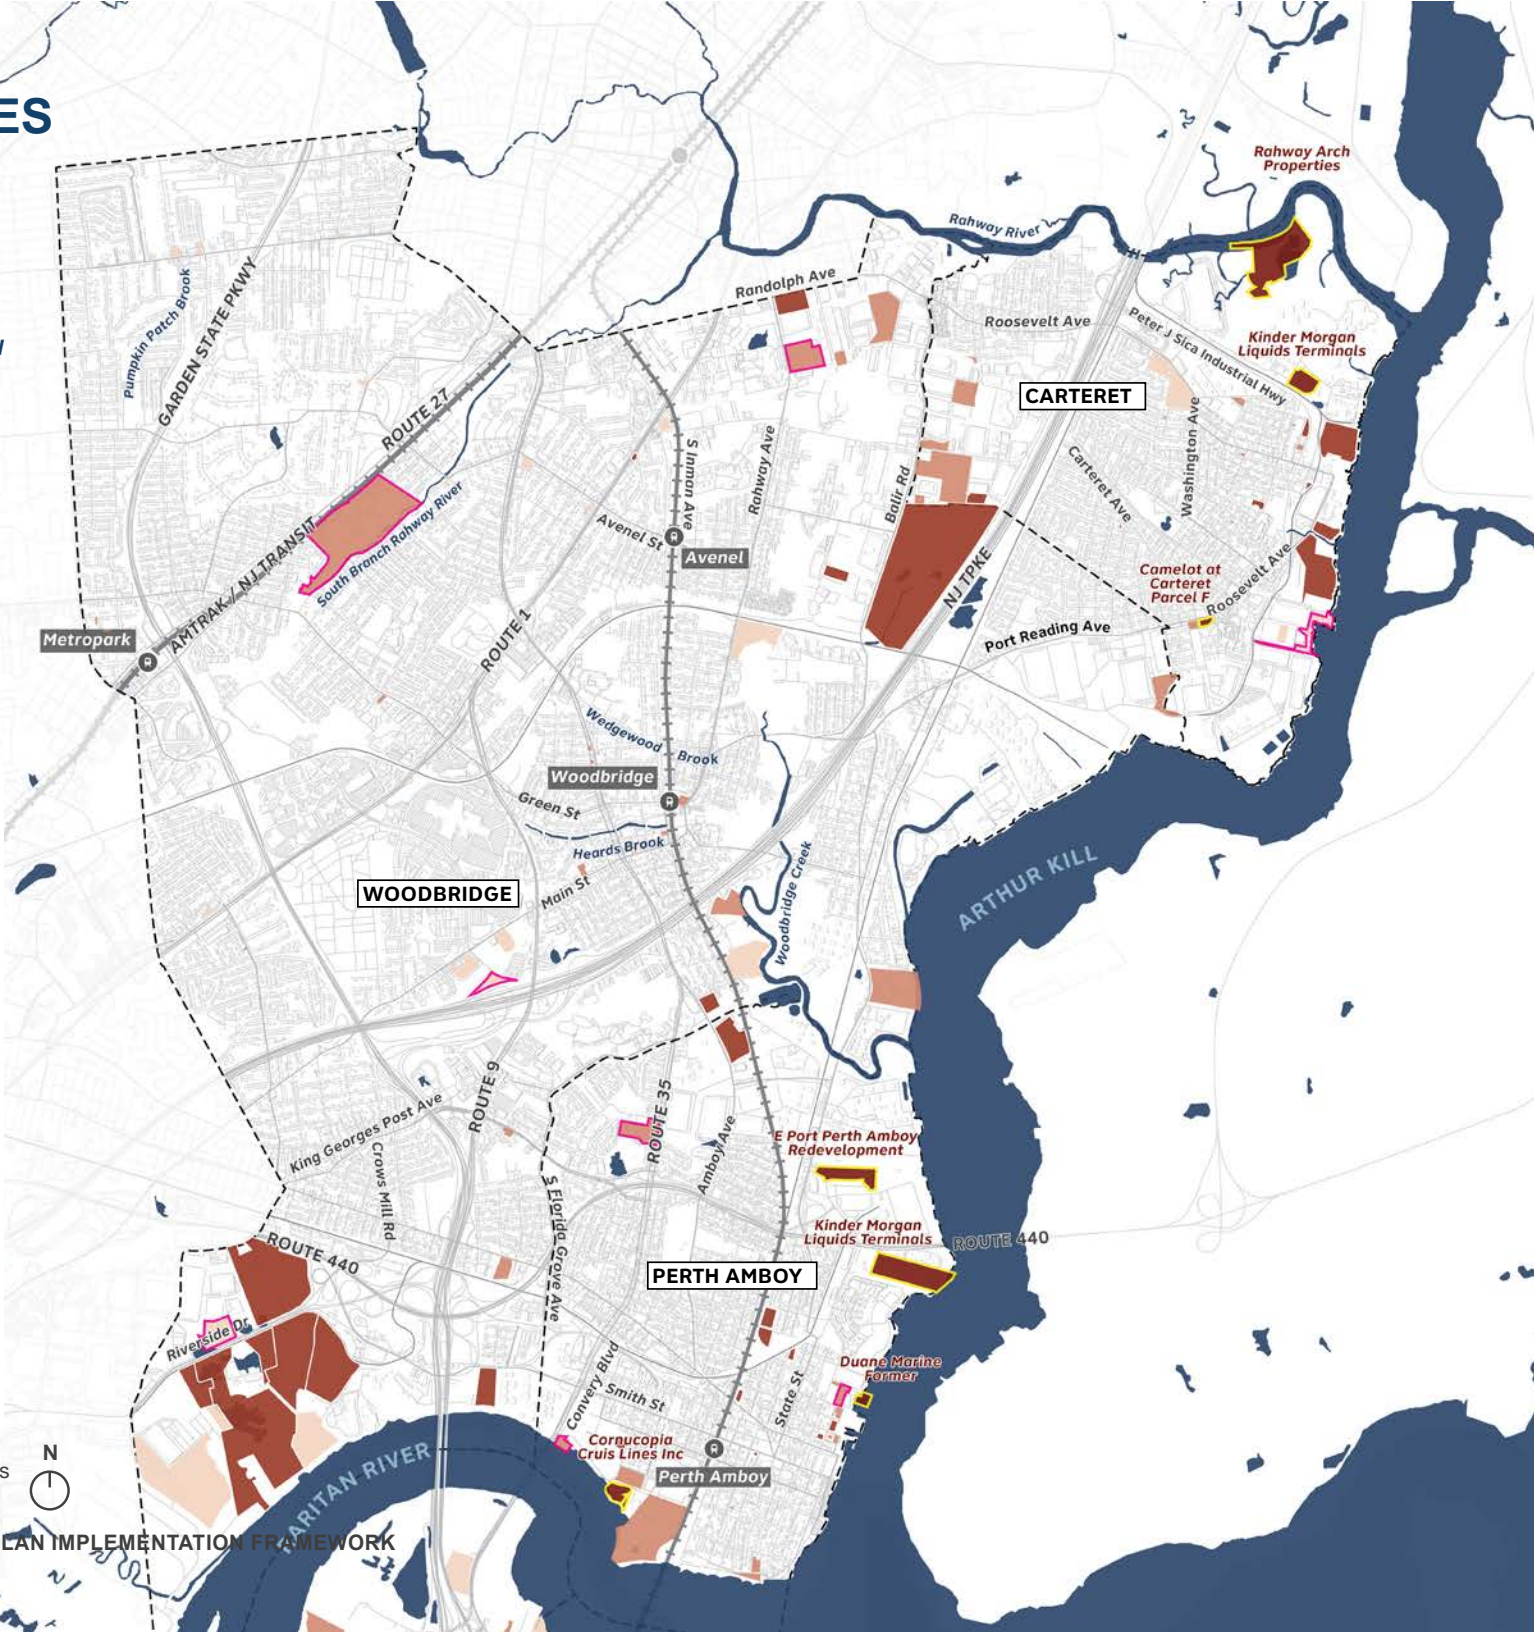 ES
Rahway Arch
Properties
Rahway River
Randolph Ave
Roosevelt Ave
Peter J Sica Industrial Hwy
Kinder Morgan
Liquids Terminals
Pumpkin Patch Brook
GARDEN STATE PKWY
ROUTE 27
CARTERET
S Inman Ave
Rahway Ave
Balir Rd
Carteret Ave
Washington Ave
AMTRAK / NJ TRANSIT
South Branch Rahway River
Avenel St
Avenel
NJ TPKE
Camelot at
Carteret
Parcel F
Roosevelt Ave
Metropark
ROUTE 1
Port Reading Ave
Wedgewood Brook
Woodbridge
Green St
Heards Brook
Main St
WOODBRIDGE
Woodbridge Creek
ARTHUR KILL
King Georges Post Ave
ROUTE 9
Crows Mill Rd
ROUTE 35
Amboy Ave
E Port Perth Amboy
Redevelopment
S Florida Grove Ave
Kinder Morgan
Liquids Terminals
ROUTE 440
ROUTE 440
PERTH AMBOY
Riverside Dr
Convery Blvd
Smith St
State St
Duane Marine
Former
Cornucopia
Cruis Lines Inc
Perth Amboy
RARITAN RIVER
N
S
LAN IMPLEMENTATION FRAMEWORK